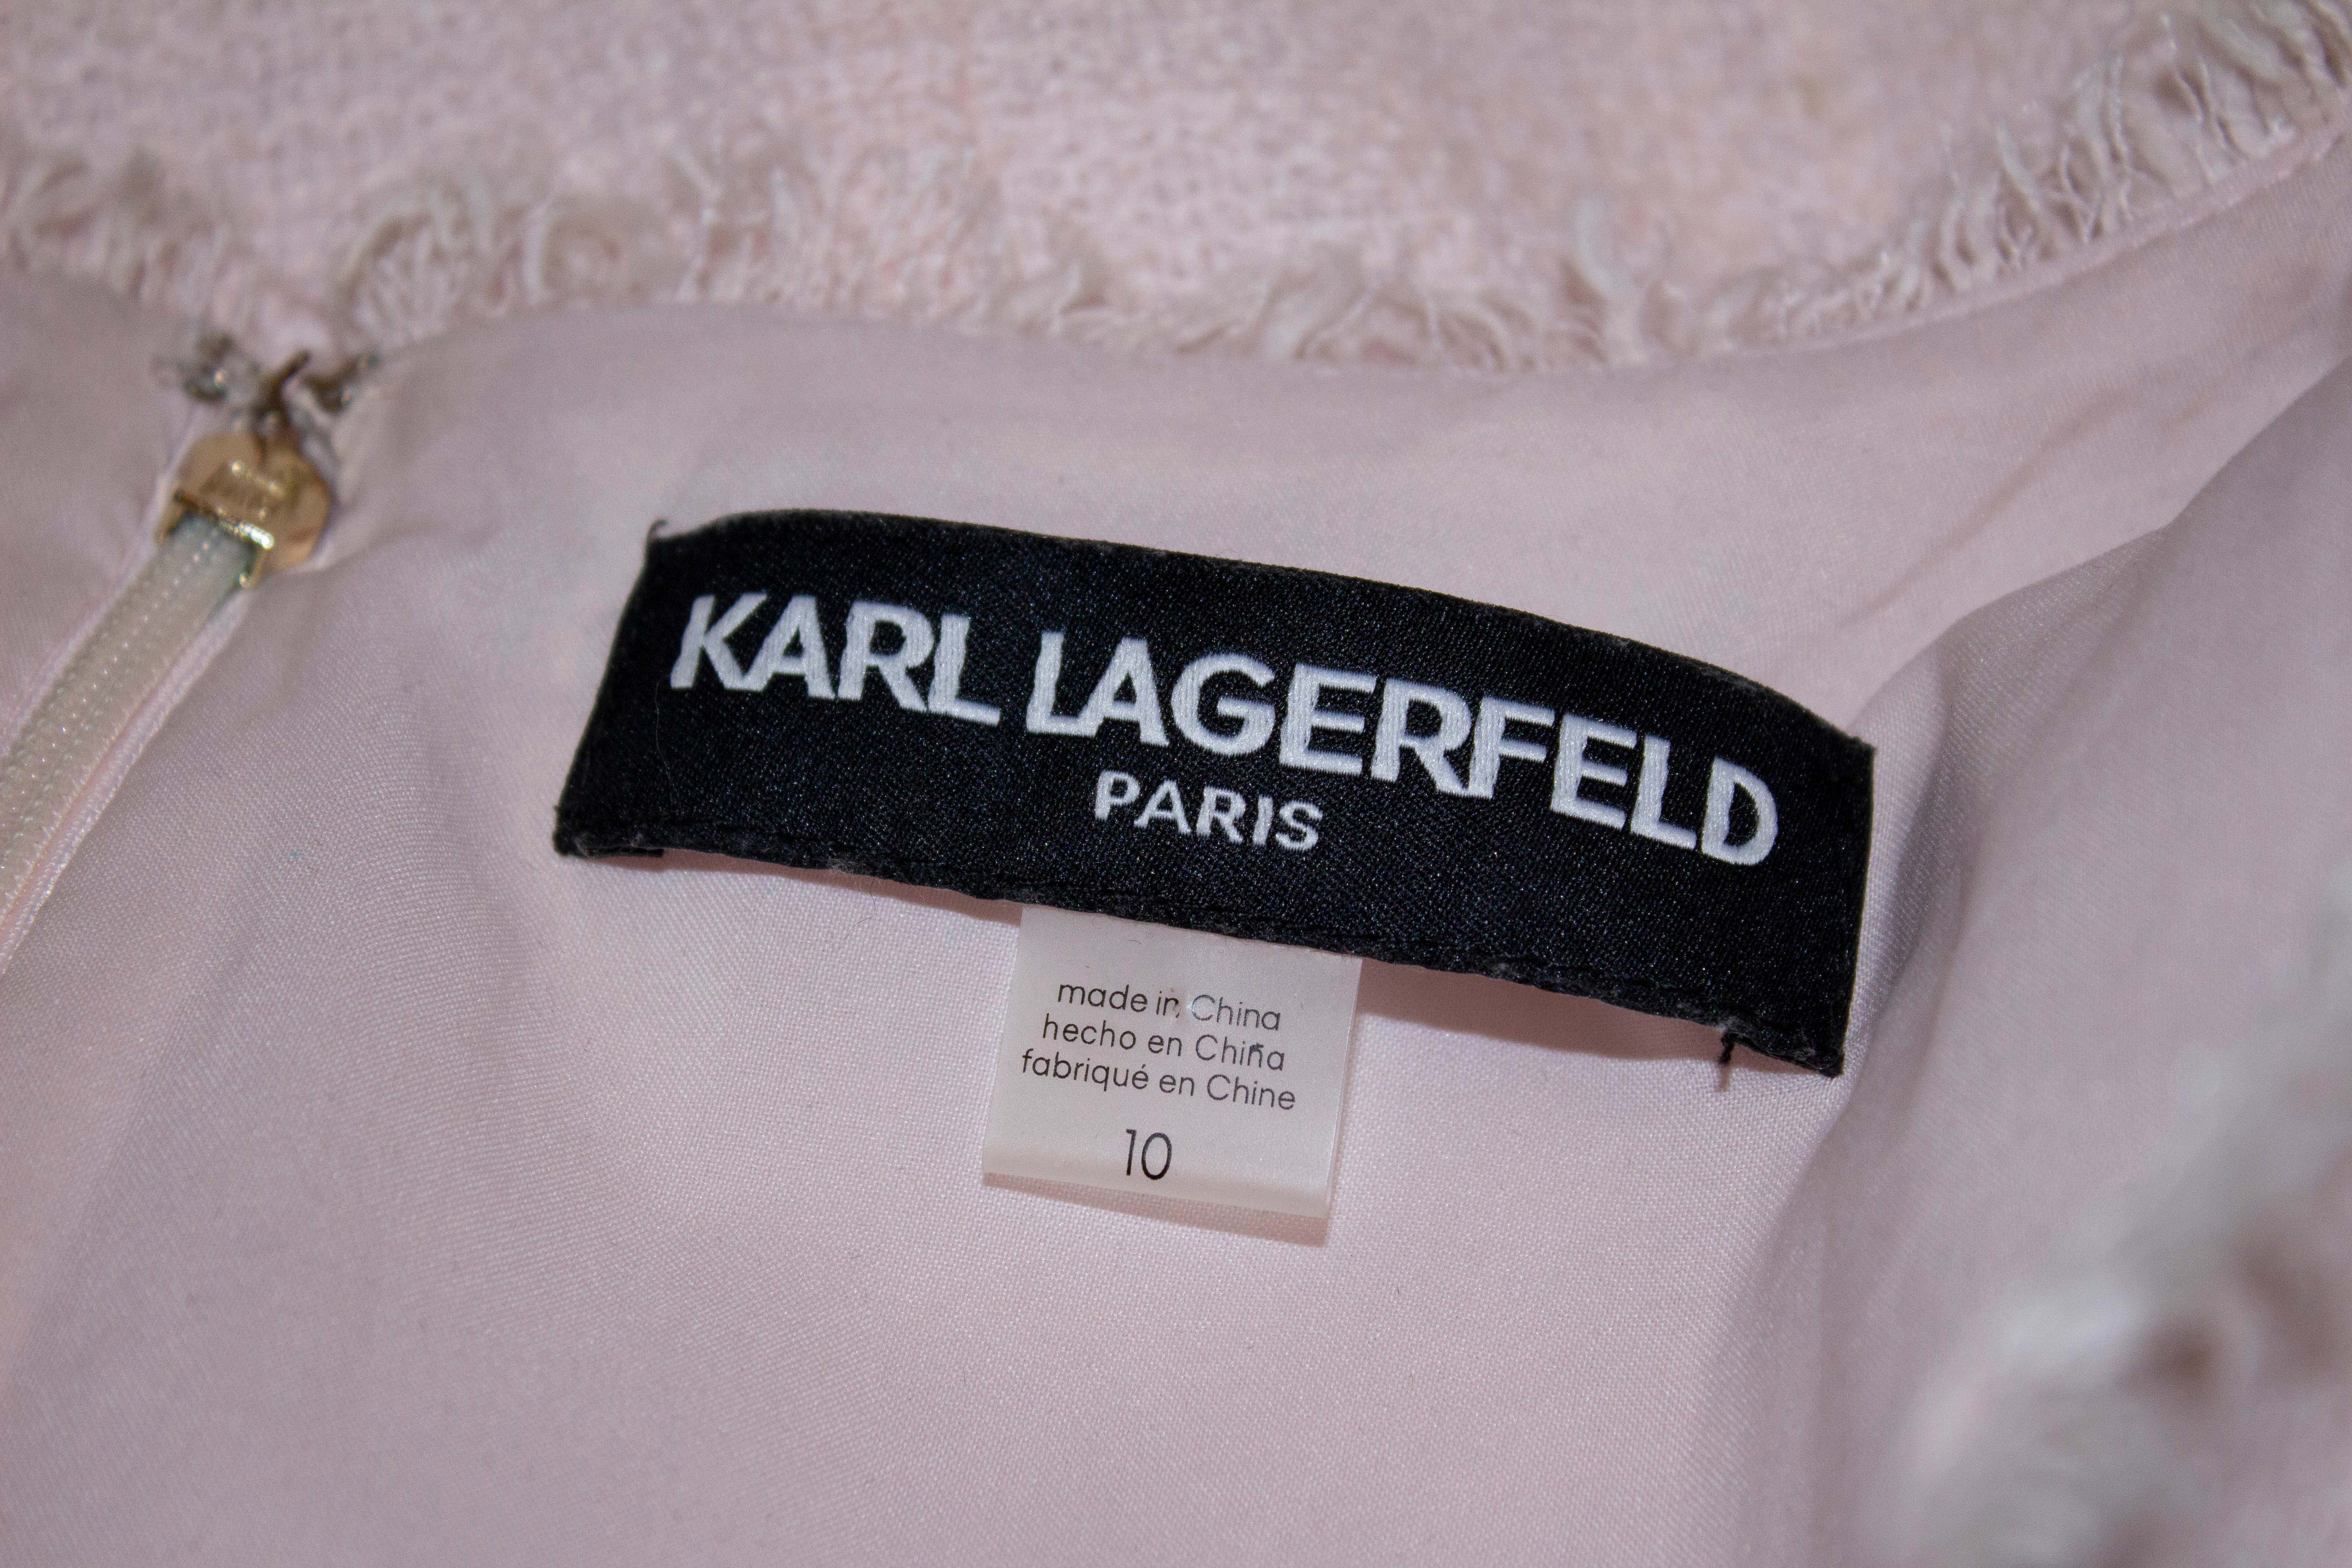 KARL LAGERFELD
PARIS
made in China
hecho en China
fabriqué en Chine
10